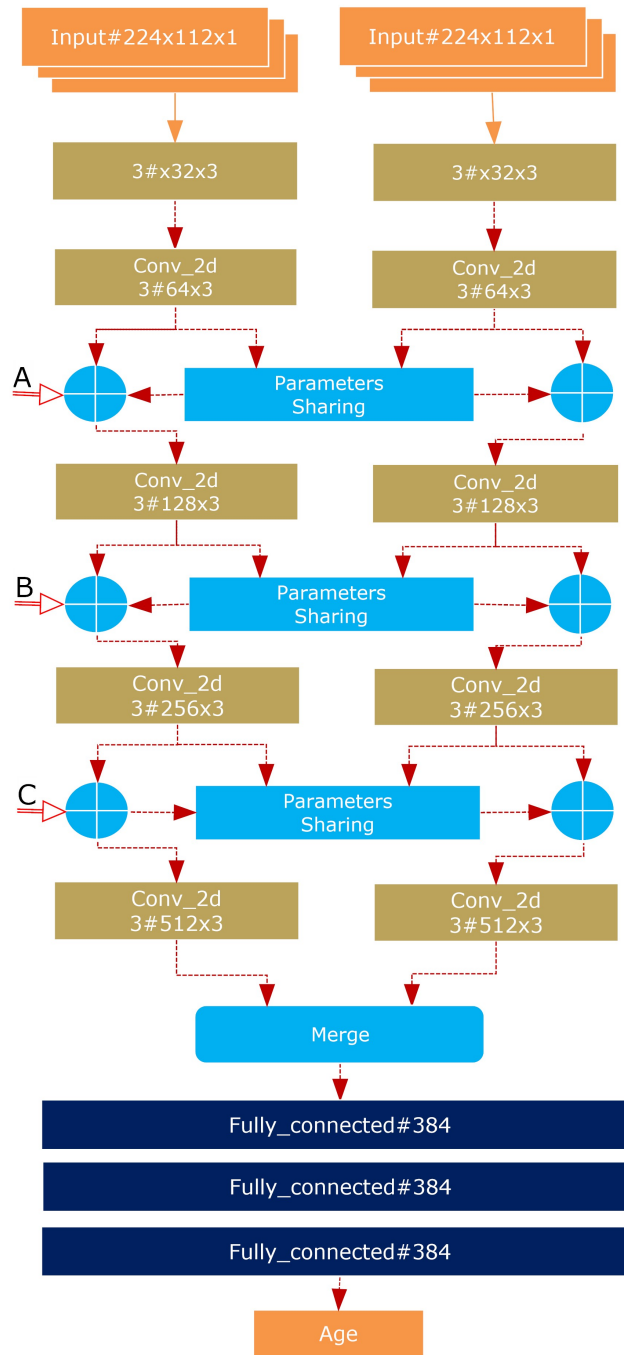 Input#224x112x1
Input#224x112x1
3#x32x3
3#x32x3
Conv_2d
3#64x3
Conv_2d
3#64x3
A
Parameters
Sharing
Conv_2d
3#128x3
Conv_2d
3#128x3
B
Parameters
Sharing
Conv_2d
3#256x3
Conv_2d
3#256x3
C
Parameters
Sharing
Conv_2d
3#512x3
Conv_2d
3#512x3
Merge
Fully_connected#384
Fully_connected#384
Fully_connected#384
Age